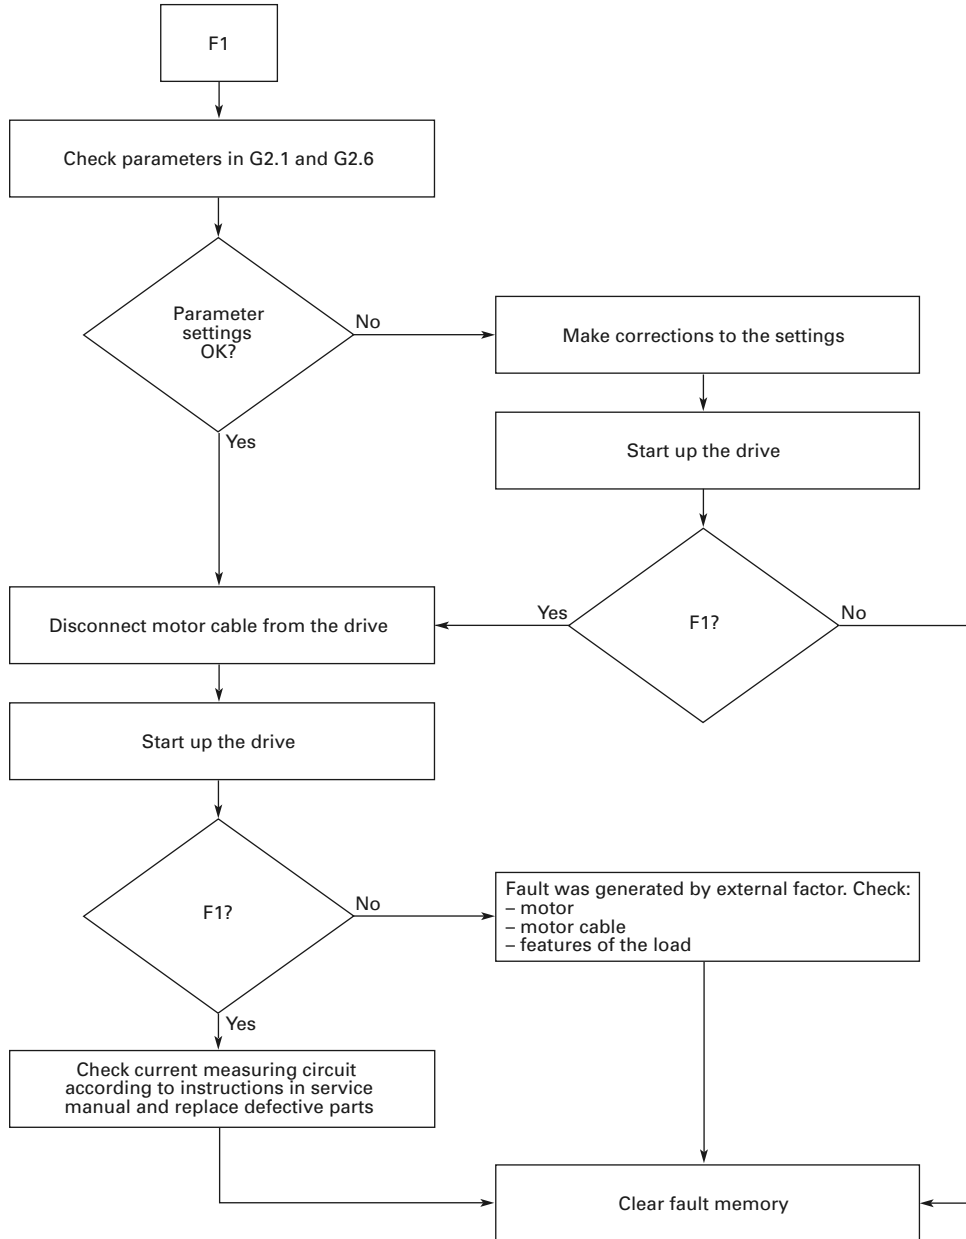 F1
Check parameters in G2.1 and G2.6
Parameter
settings
OK?
No
Make corrections to the settings
Yes
Start up the drive
Disconnect motor cable from the drive
Yes
F1?
No
Start up the drive
F1?
No
Fault was generated by external factor. Check:
– motor
– motor cable
– features of the load
Yes
Check current measuring circuit
according to instructions in service
manual and replace defective parts
Clear fault memory